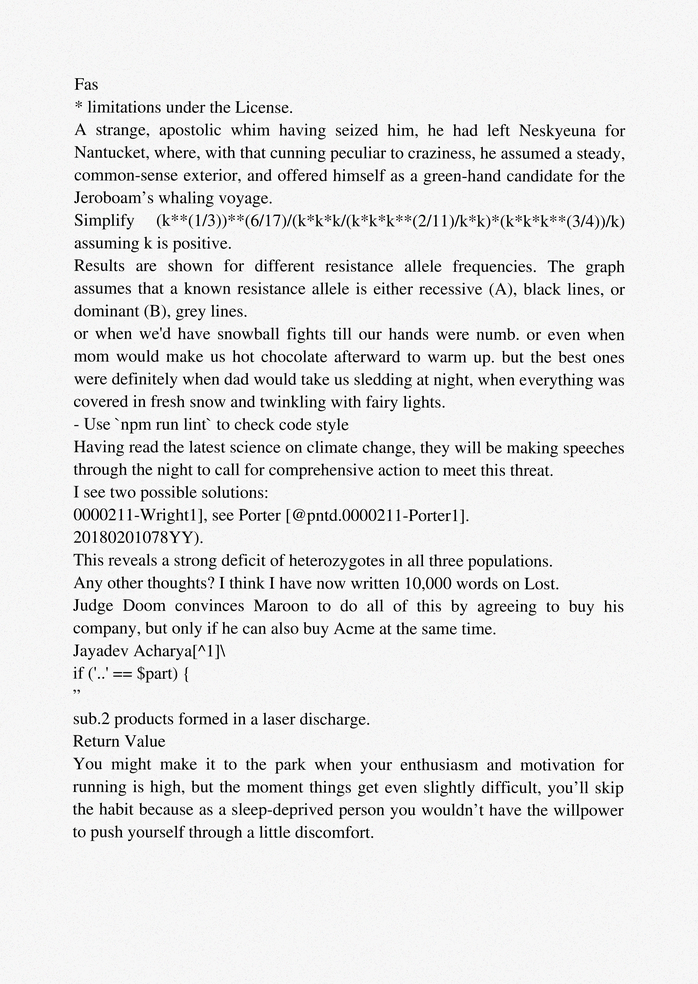 Fas
* limitations under the License.
A strange, apostolic whim having seized him, he had left Neskyeuna for
Nantucket, where, with that cunning peculiar to craziness, he assumed a steady,
common-sense exterior, and offered himself as a green-hand candidate for the
Jeroboam’s whaling voyage.
Simplify (k**(1/3))**(6/17)/(k*k*k/(k*k*k**(2/11)/k*k)*(k*k*k**(3/4))/k)
assuming k is positive.
Results are shown for different resistance allele frequencies. The graph
assumes that a known resistance allele is either recessive (A), black lines, or
dominant (B), grey lines.
or when we'd have snowball fights till our hands were numb. or even when
mom would make us hot chocolate afterward to warm up. but the best ones
were definitely when dad would take us sledding at night, when everything was
covered in fresh snow and twinkling with fairy lights.
- Use `npm run lint` to check code style
Having read the latest science on climate change, they will be making speeches
through the night to call for comprehensive action to meet this threat.
I see two possible solutions:
0000211-Wright1], see Porter [@pntd.0000211-Porter1].
20180201078YY).
This reveals a strong deficit of heterozygotes in all three populations.
Any other thoughts? I think I have now written 10,000 words on Lost.
Judge Doom convinces Maroon to do all of this by agreeing to buy his
company, but only if he can also buy Acme at the same time.
Jayadev Acharya[^1]\
if ('..' == $part) {
”
sub.2 products formed in a laser discharge.
Return Value
You might make it to the park when your enthusiasm and motivation for
running is high, but the moment things get even slightly difficult, you’ll skip
the habit because as a sleep-deprived person you wouldn’t have the willpower
to push yourself through a little discomfort.